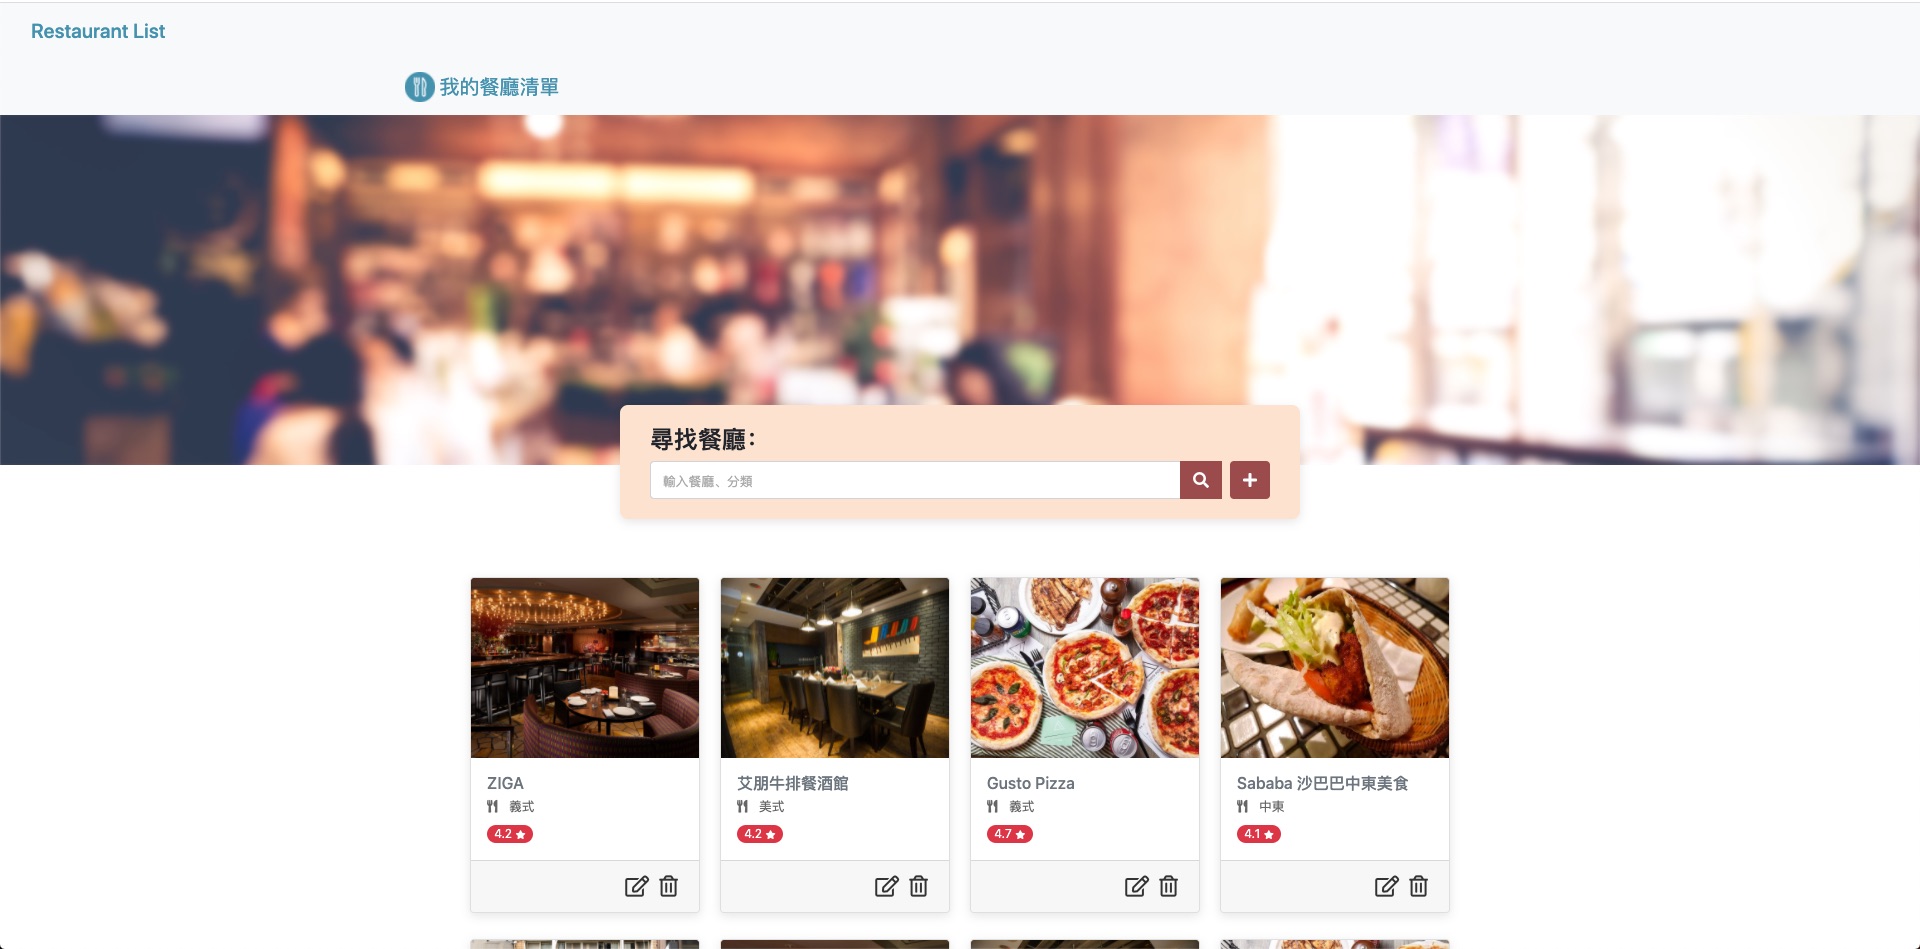 Restaurant List
我的餐廳清單
尋找餐廳：
輸入餐廳、分類
ZIGA
義式
4.2
艾朋牛排餐酒館
美式
4.2
Gusto Pizza
義式
4.7
Sababa 沙巴巴中東美食
中東
4.1